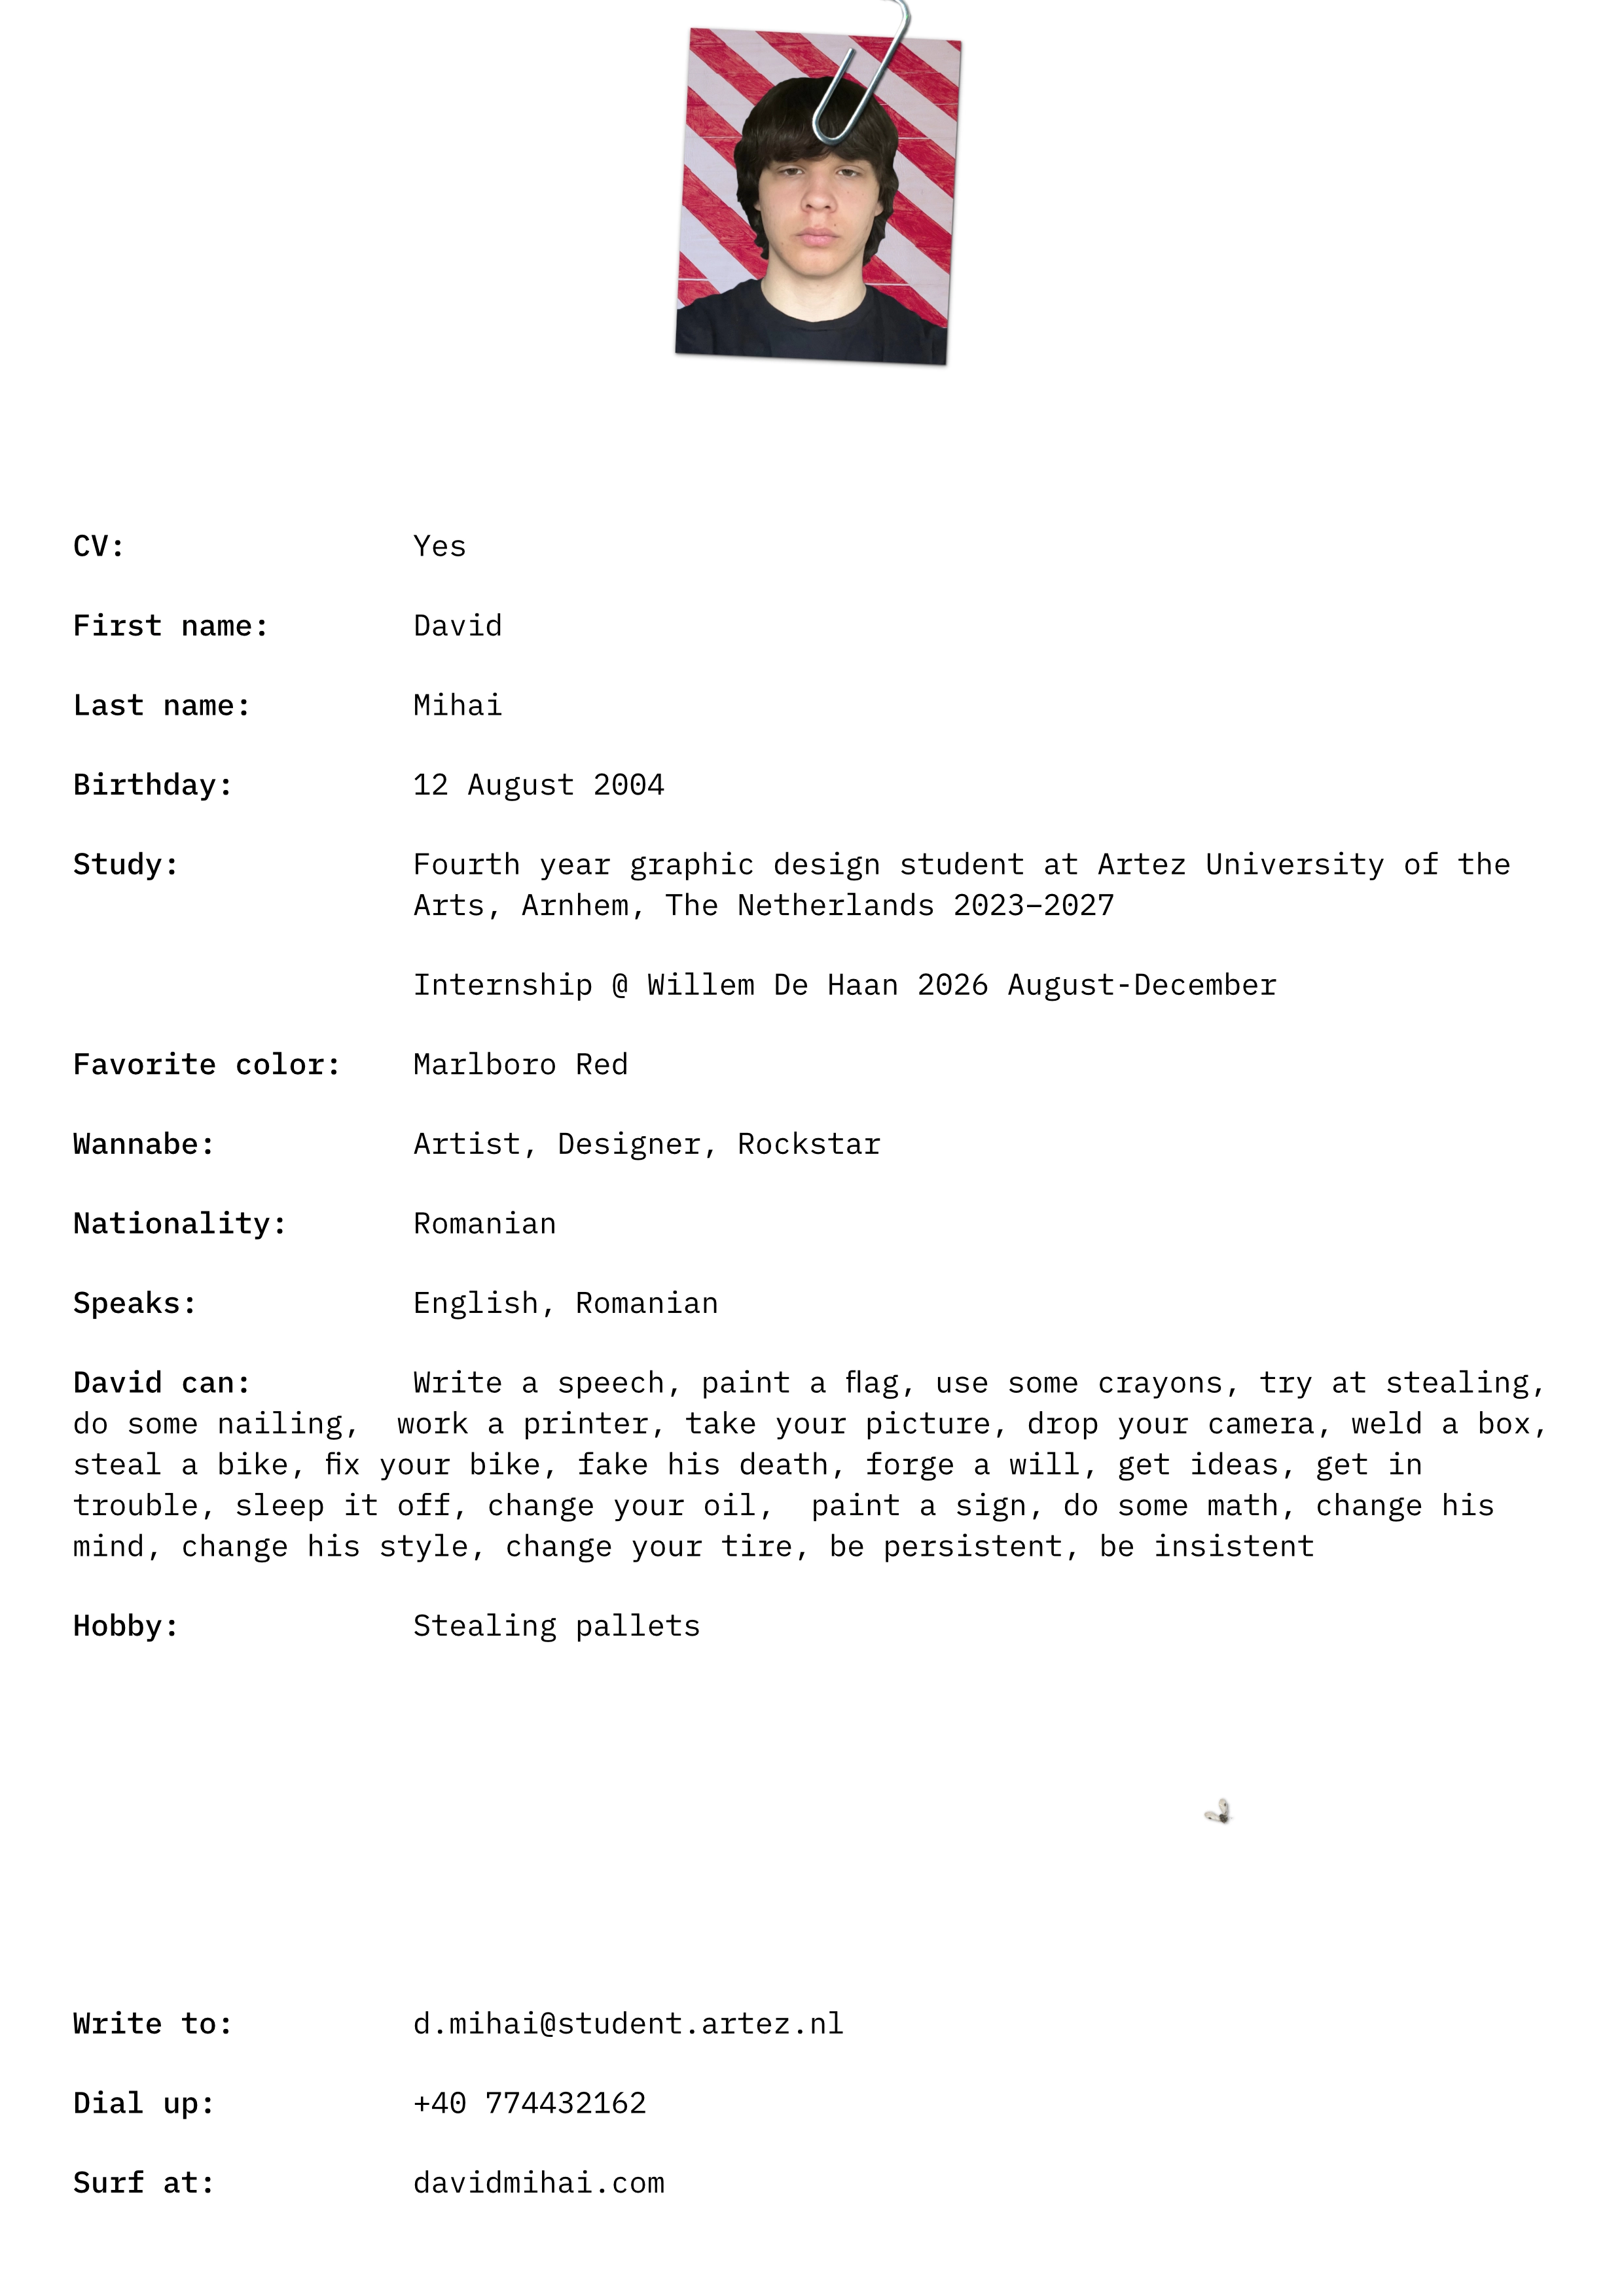 CV: Yes
First name: David
Last name: Mihai
Birthday: 12 August 2004
Study: Fourth year graphic design student at Artez University of the
Arts, Arnhem, The Netherlands 2023–2027
Internship @ Willem De Haan 2026 August-December
Favorite color: Marlboro Red
Wannabe: Artist, Designer, Rockstar
Nationality: Romanian
Speaks: English, Romanian
David can: Write a speech, paint a flag, use some crayons, try at stealing,
do some nailing,  work a printer, take your picture, drop your camera, weld a box,
steal a bike, fix your bike, fake his death, forge a will, get ideas, get in
trouble, sleep it off, change your oil,  paint a sign, do some math, change his
mind, change his style, change your tire, be persistent, be insistent
Hobby: Stealing pallets
Write to: d.mihai@student.artez.nl
Dial up: +40 774432162
Surf at: davidmihai.com